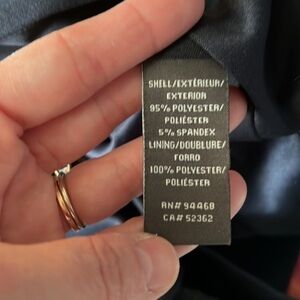 SHELL/EXTÉRIEUR/
EXTERIOR
95% POLYESTER/
POLIÉSTER
5% SPANDEX
LINING/DOUBLURE/
FORRO
100% POLYESTER/
POLIÉSTER
RN# 94468
CA# 52362